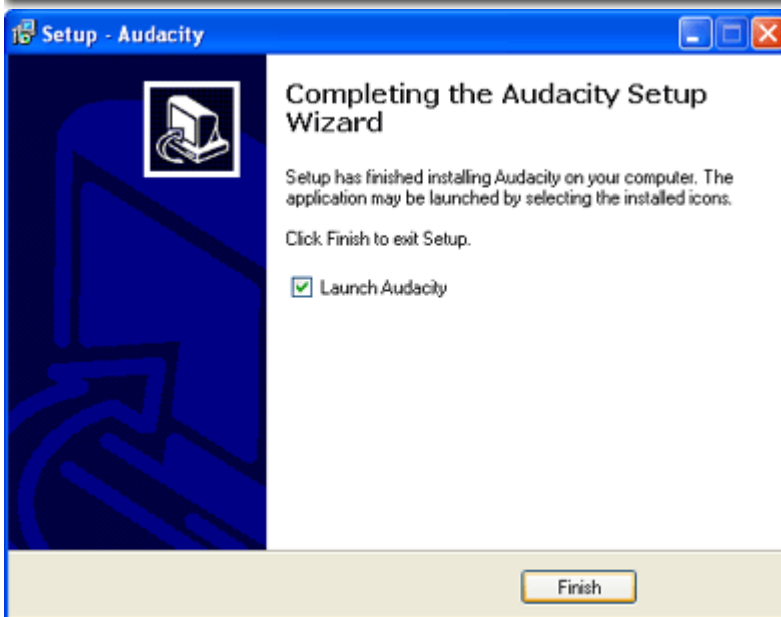 Setup - Audacity
Completing the Audacity Setup
Wizard
Setup has finished installing Audacity on your computer. The
application may be launched by selecting the installed icons.
Click Finish to exit Setup.
Launch Audacity
Finish